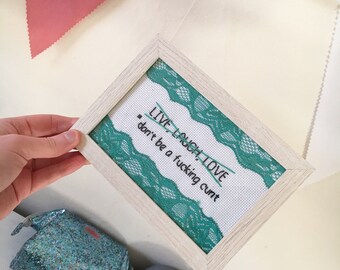 LIVE, LAUGH, LOVE
* don't be a fucking cunt